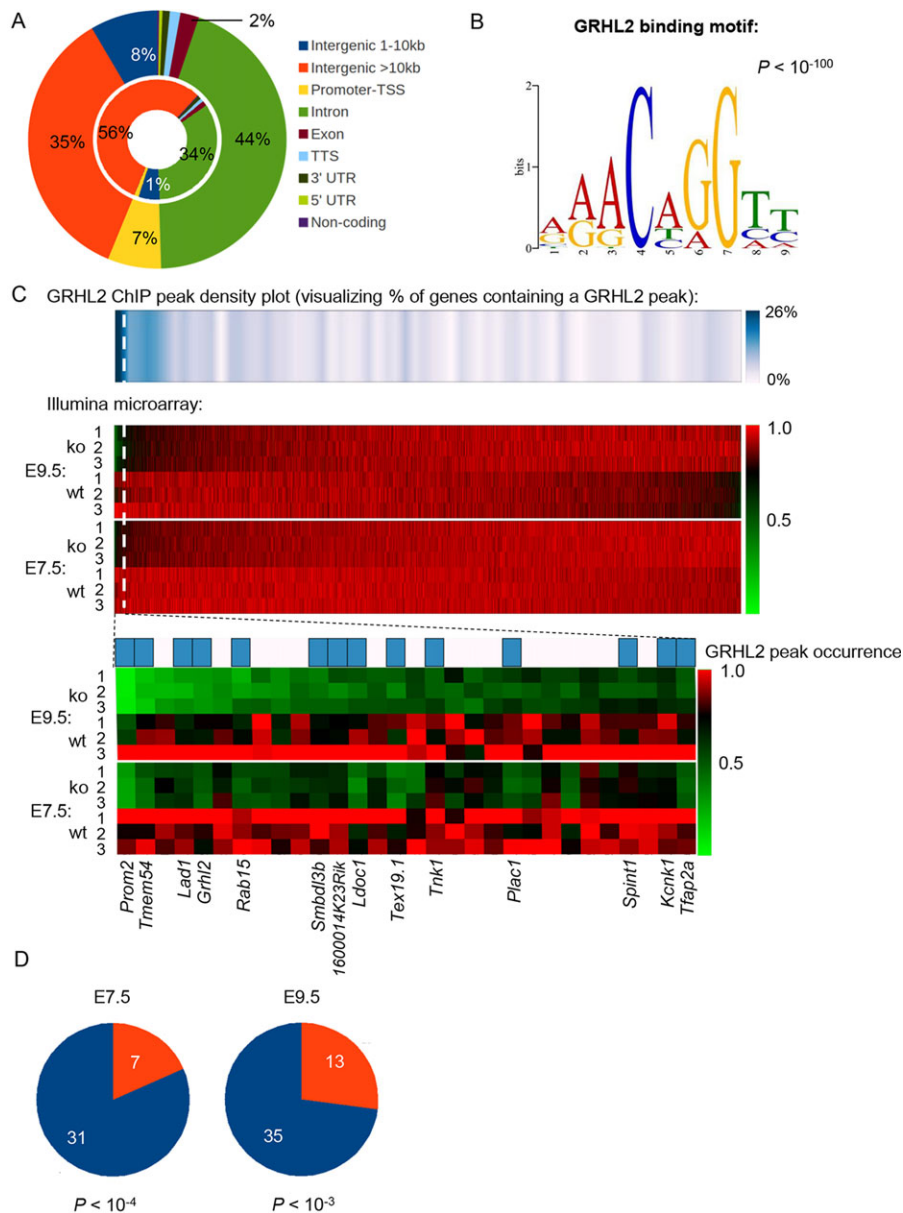 A
2%
8%
35%
56%
44%
34%
1%
7%
Intergenic 1-10kb
Intergenic >10kb
Promoter-TSS
Intron
Exon
TTS
3' UTR
5' UTR
Non-coding
B
GRHL2 binding motif:
P < 10-100
bits
2
1
0
A A A C A G G T T
G G G T A C C
C A A
1 2 3 4 5 6 7 8 9
C
GRHL2 ChIP peak density plot (visualizing % of genes containing a GRHL2 peak):
26%
0%
Illumina microarray:
E9.5:
ko
1
2
3
wt
1
2
3
E7.5:
ko
1
2
3
wt
1
2
3
1.0
0.5
0
GRHL2 peak occurrence
E9.5:
ko
1
2
3
wt
1
2
3
E7.5:
ko
1
2
3
wt
1
2
3
1.0
0.5
0
Prom2
Tmem54
Lad1
Grhl2
Rab15
Smbdl3b
1600014K23Rik
Ldoc1
Tex19.1
Tnk1
Plac1
Spint1
Kcnk1
Tfap2a
D
E7.5
7
31
P < 10-4
E9.5
13
35
P < 10-3